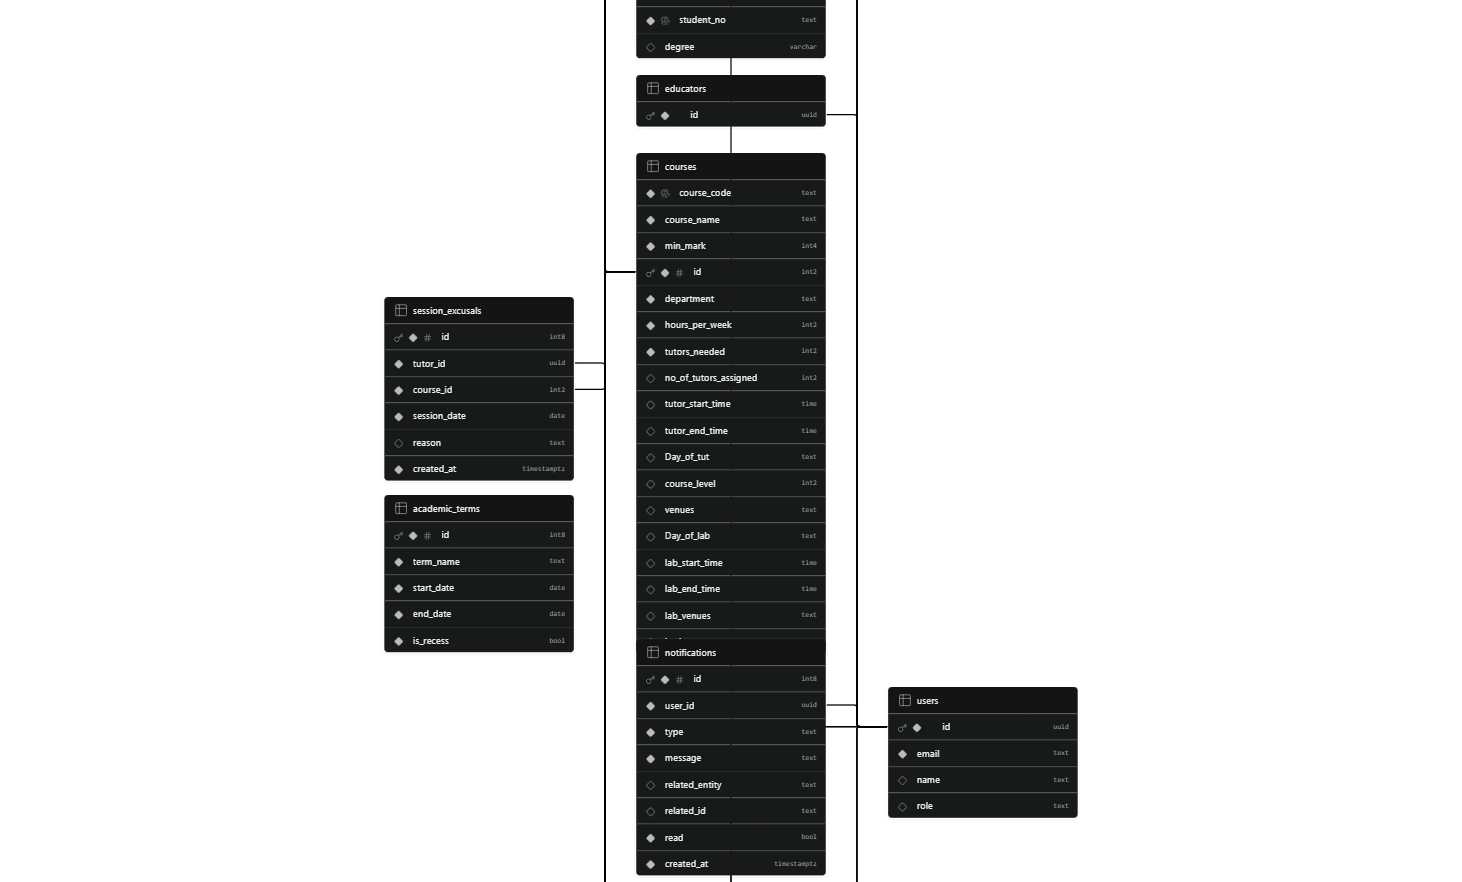 student_no text
degree varchar
educators
id uuid
courses
course_code text
course_name text
min_mark int4
id int2
department text
hours_per_week int2
tutors_needed int2
no_of_tutors_assigned int2
tutor_start_time time
tutor_end_time time
Day_of_tut text
course_level int2
venues text
Day_of_lab text
lab_start_time time
lab_end_time time
lab_venues text
session_excusals
id int8
tutor_id uuid
course_id int2
session_date date
reason text
created_at timestamptz
academic_terms
id int8
term_name text
start_date date
end_date date
is_recess bool
notifications
id int8
user_id uuid
type text
message text
related_entity text
related_id text
read bool
created_at timestamptz
users
id uuid
email text
name text
role text